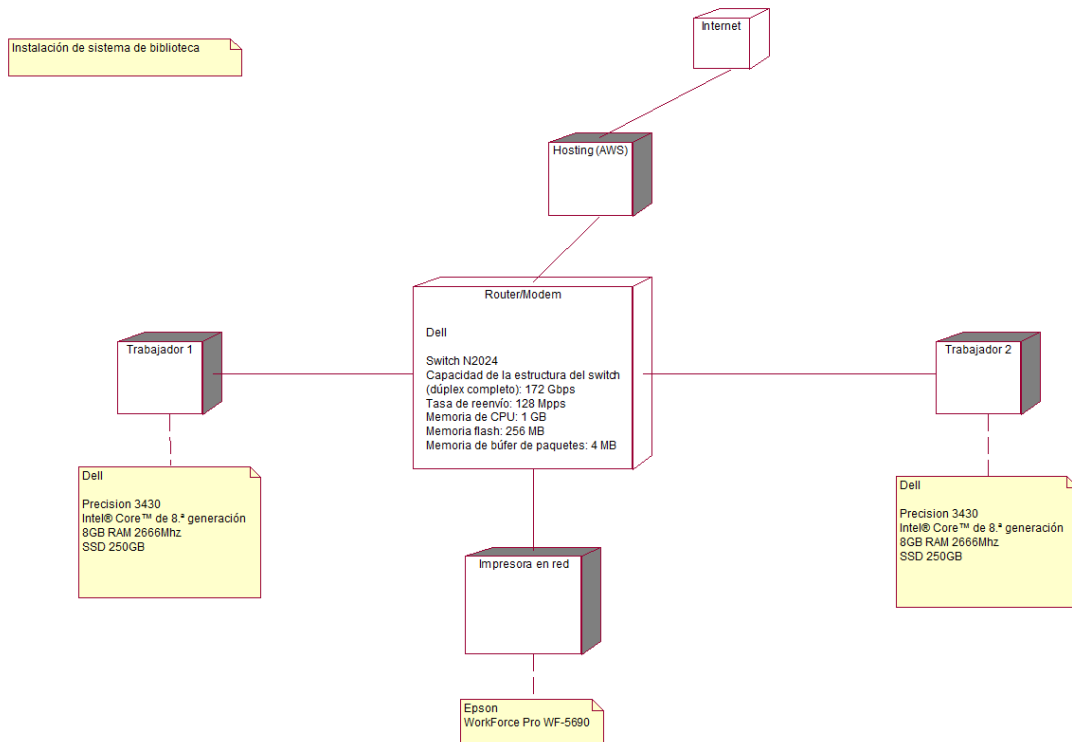 Internet
Instalación de sistema de biblioteca
Hosting (AWS)
Router/Modem
Dell
Switch N2024
Capacidad de la estructura del switch
(dúplex completo): 172 Gbps
Tasa de reenvío: 128 Mpps
Memoria de CPU: 1 GB
Memoria flash: 256 MB
Memoria de búfer de paquetes: 4 MB
Trabajador 1
Trabajador 2
Dell
Precision 3430
Intel® Core™ de 8.ª generación
8GB RAM 2666Mhz
SSD 250GB
Dell
Precision 3430
Intel® Core™ de 8.ª generación
8GB RAM 2666Mhz
SSD 250GB
Impresora en red
Epson
WorkForce Pro WF-5690